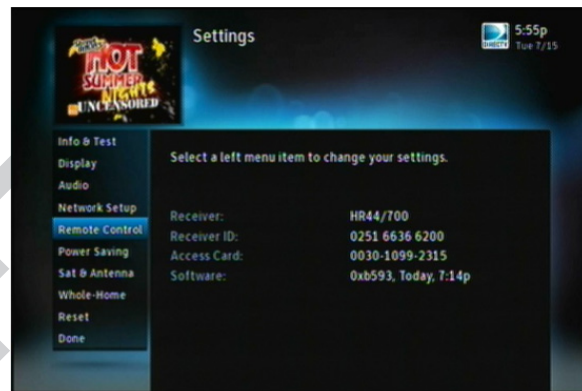 Settings
HOT
SUMMER
NIGHTS
UNCENSORED
DIRECTV
5:55p
Tue 7/15
Info & Test
Display
Audio
Network Setup
Remote Control
Power Saving
Sat & Antenna
Whole-Home
Reset
Done
Select a left menu item to change your settings.
Receiver: HR44/700
Receiver ID: 0251 6636 6200
Access Card: 0030-1099-2315
Software: 0xb593, Today, 7:14p